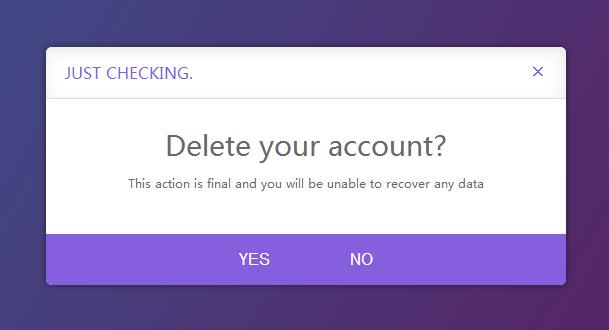 JUST CHECKING.
Delete your account?
This action is final and you will be unable to recover any data
YES NO